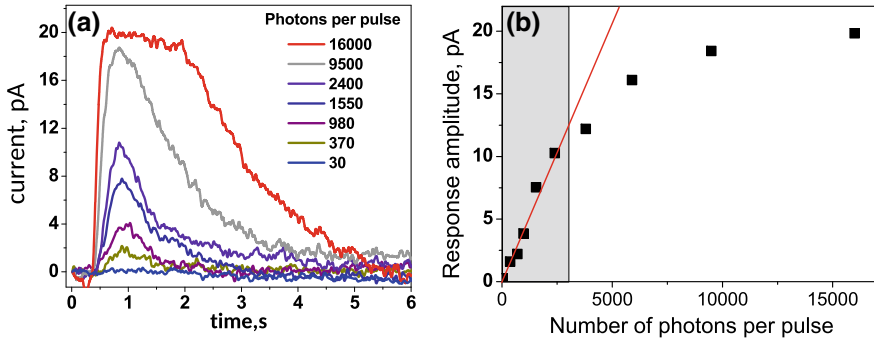 (a)
Photons per pulse
16000
9500
2400
1550
980
370
30
20
16
12
8
4
0
current, pA
0 1 2 3 4 5 6
time,s
(b)
20
15
10
5
0
Response amplitude, pA
0 5000 10000 15000
Number of photons per pulse